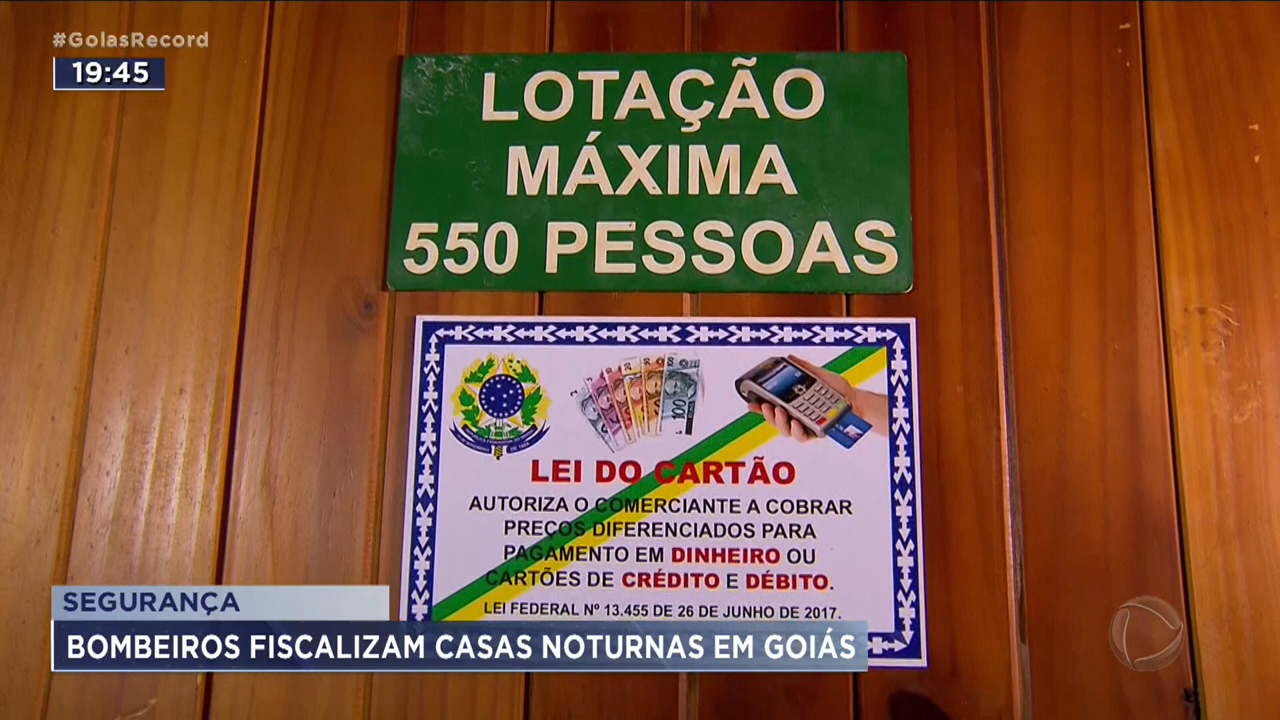 #GoiasRecord
19:45
LOTAÇÃO
MÁXIMA
550 PESSOAS
LEI DO CARTÃO
AUTORIZA O COMERCIANTE A COBRAR
PREÇOS DIFERENCIADOS PARA
PAGAMENTO EM DINHEIRO OU
CARTÕES DE CRÉDITO E DÉBITO.
LEI FEDERAL Nº 13.455 DE 26 DE JUNHO DE 2017.
SEGURANÇA
BOMBEIROS FISCALIZAM CASAS NOTURNAS EM GOIÁS